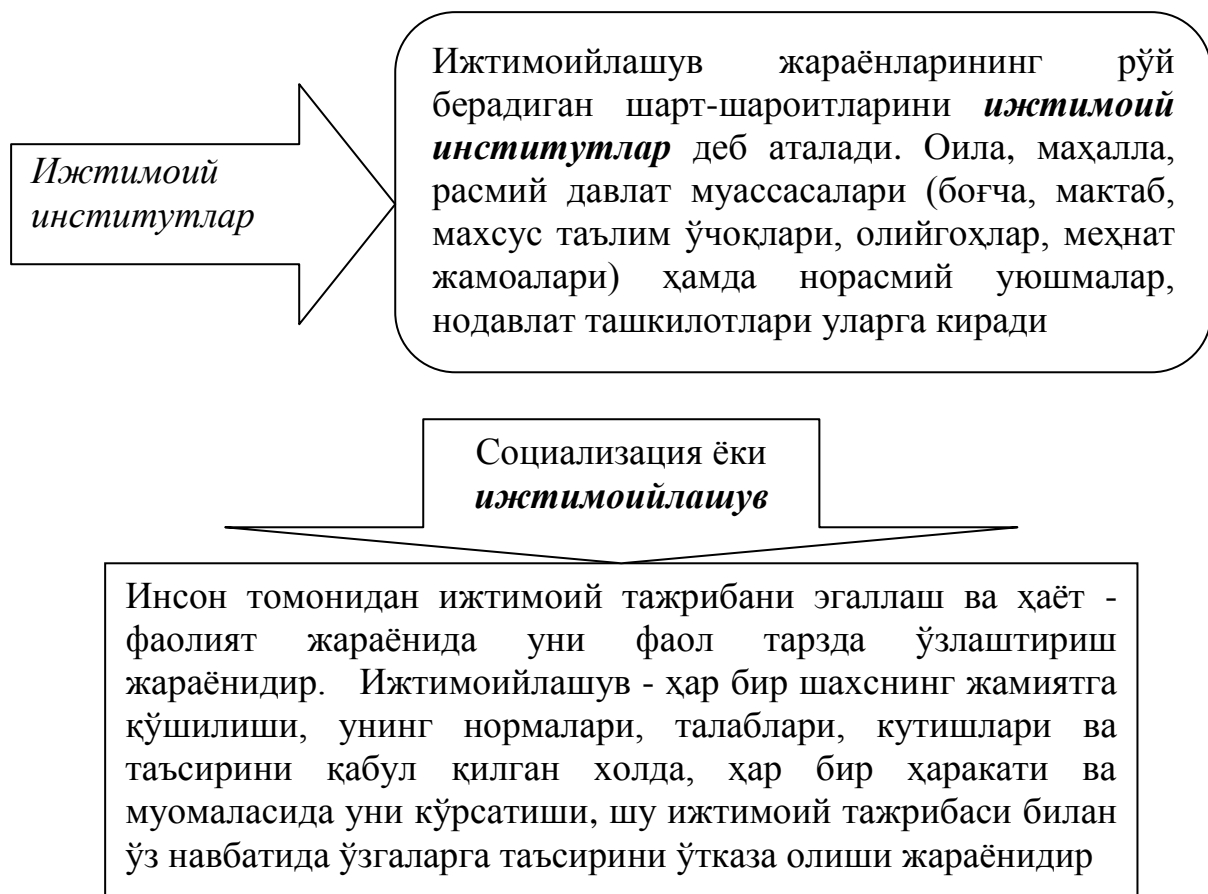 Ижтимоий
институтлар
Ижтимоийлашув жараёнларининг рўй
берадиган шарт-шароитларини ижтимоий
институтлар деб аталади. Оила, маҳалла,
расмий давлат муассасалари (боғча, мактаб,
махсус таълим ўчоқлари, олийгоҳлар, меҳнат
жамоалари) ҳамда норасмий уюшмалар,
нодавлат ташкилотлари уларга киради
Социализация ёки
ижтимоийлашув
Инсон томонидан ижтимоий тажрибани эгаллаш ва ҳаёт -
фаолият жараёнида уни фаол тарзда ўзлаштириш
жараёнидир. Ижтимоийлашув - ҳар бир шахснинг жамиятга
қўшилиши, унинг нормалари, талаблари, кутишлари ва
таъсирини қабул қилган холда, ҳар бир ҳаракати ва
муомаласида уни кўрсатиши, шу ижтимоий тажрибаси билан
ўз навбатида ўзгаларга таъсирини ўтказа олиши жараёнидир